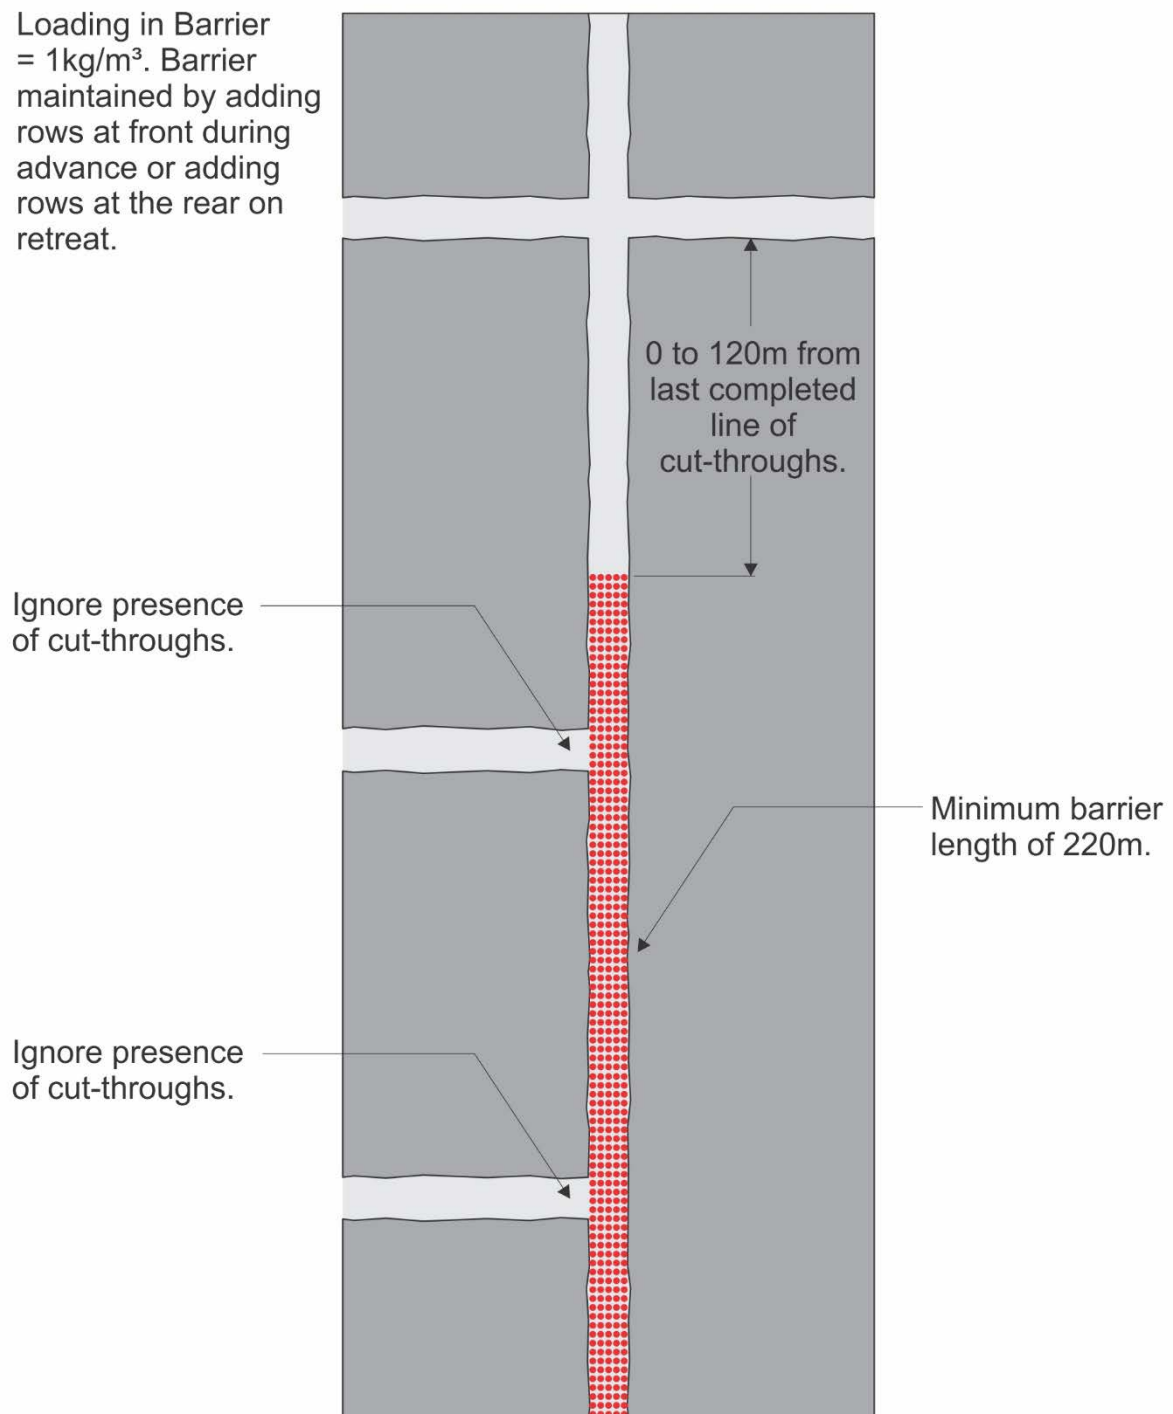 Loading in Barrier
= 1kg/m³. Barrier
maintained by adding
rows at front during
advance or adding
rows at the rear on
retreat.
0 to 120m from
last completed
line of
cut-throughs.
Ignore presence
of cut-throughs.
Minimum barrier
length of 220m.
Ignore presence
of cut-throughs.